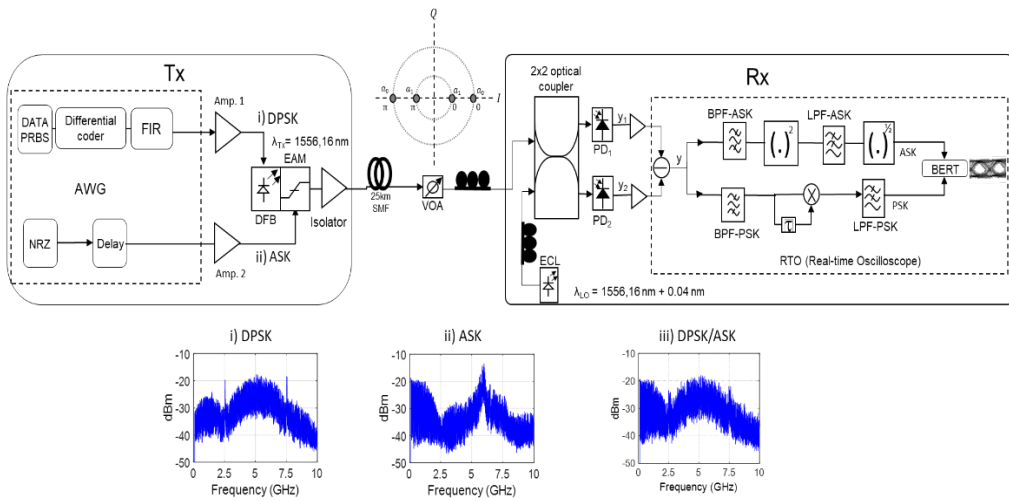 Tx
DATA
PRBS
Differential
coder
FIR
AWG
NRZ
Delay
Amp. 1
i) DPSK
λTx = 1556,16 nm
EAM
DFB
Isolator
ii) ASK
Amp. 2
25km
SMF
VOA
Q
I
a0 a1 a1 a0
π π 0 0
Rx
2x2 optical
coupler
PD1
y1
PD2
y2
ECL
λLO = 1556,16 nm + 0.04 nm
y
BPF-ASK
(.)2
LPF-ASK
(.)½
ASK
BERT
BPF-PSK
τ
X
LPF-PSK
PSK
RTO (Real-time Oscilloscope)
i) DPSK
dBm
-10
-20
-30
-40
-50
0 2.5 5 7.5 10
Frequency (GHz)
ii) ASK
dBm
-10
-20
-30
-40
-50
0 2.5 5 7.5 10
Frequency (GHz)
iii) DPSK/ASK
dBm
-10
-20
-30
-40
-50
0 2.5 5 7.5 10
Frequency (GHz)